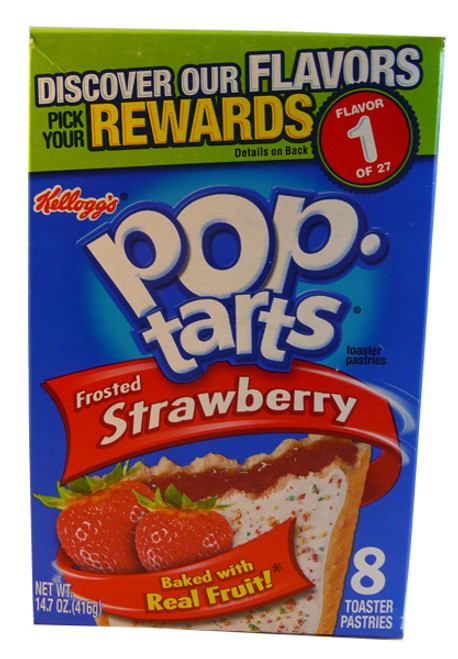 DISCOVER OUR FLAVORS
PICK YOUR REWARDS
Details on Back
FLAVOR
1
OF 27
Kellogg's®
POP·
tarts®
toaster
pastries
Frosted
Strawberry
Baked with
Real Fruit!*
NET WT.
14.7 OZ. (416g)
8
TOASTER
PASTRIES